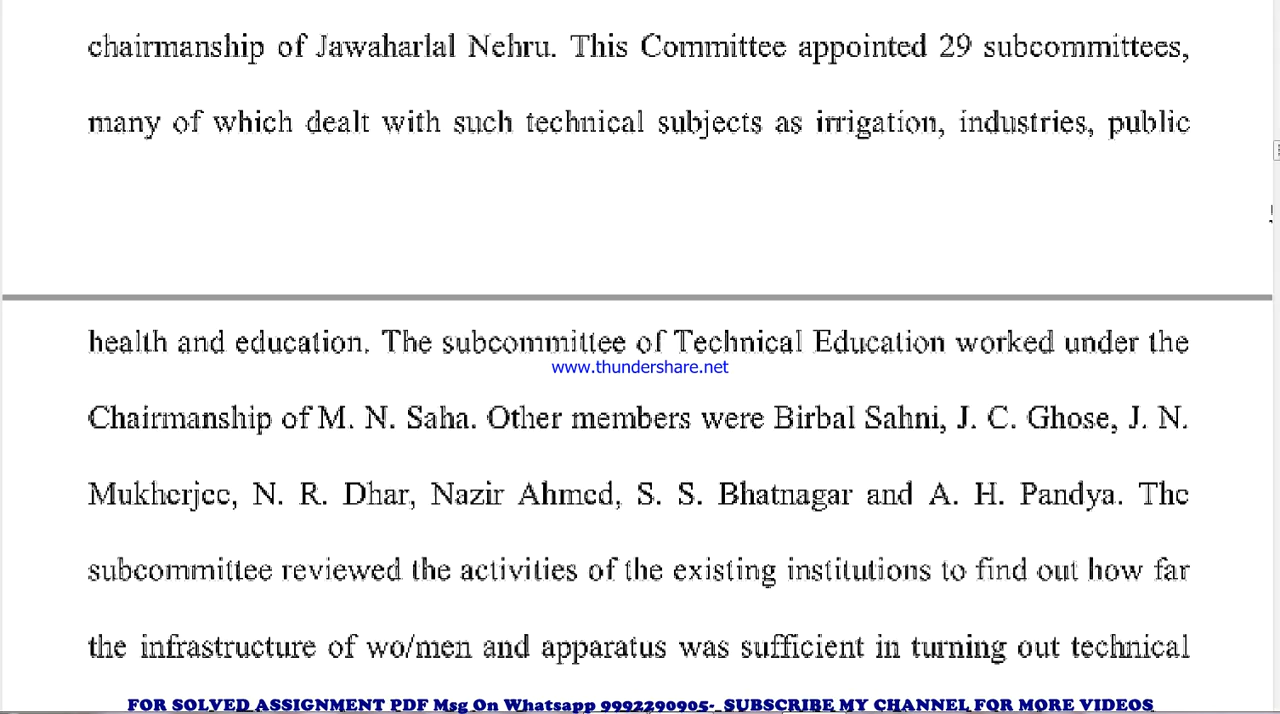 chairmanship of Jawaharlal Nehru. This Committee appointed 29 subcommittees,
many of which dealt with such technical subjects as irrigation, industries, public
health and education. The subcommittee of Technical Education worked under the
www.thundershare.net
Chairmanship of M. N. Saha. Other members were Birbal Sahni, J. C. Ghose, J. N.
Mukherjee, N. R. Dhar, Nazir Ahmed, S. S. Bhatnagar and A. H. Pandya. The
subcommittee reviewed the activities of the existing institutions to find out how far
the infrastructure of wo/men and apparatus was sufficient in turning out technical
FOR SOLVED ASSIGNMENT PDF Msg On Whatsapp 9992290905- SUBSCRIBE MY CHANNEL FOR MORE VIDEOS